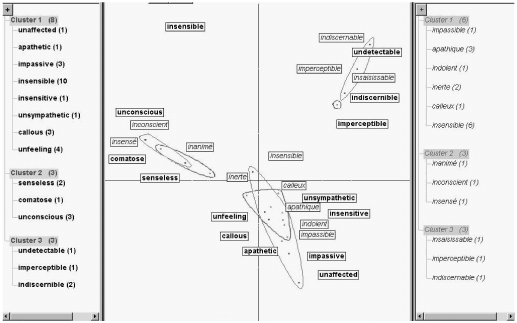 Cluster 1 (8)
unaffected (1)
apathetic (1)
impassive (3)
insensible (10
insensitive (1)
unsympathetic (1)
callous (3)
unfeeling (4)
Cluster 2 (3)
senseless (2)
comatose (1)
unconscious (3)
Cluster 3 (3)
undetectable (1)
imperceptible (1)
indiscernible (2)
insensible
indiscernable
undetectable
imperceptible
insaisissable
indiscernible
imperceptible
unconscious
inconscient
insensé
inanimé
comatose
senseless
insensible
inerte
calleux
unsympathetic
apathique
unfeeling
insensitive
indolent
callous
impassible
apathetic
impassive
unaffected
Cluster 1 (6)
impassible (1)
apathique (3)
indolent (1)
inerte (2)
calleux (1)
insensible (6)
Cluster 2 (3)
inanimé (1)
inconscient (1)
insensé (1)
Cluster 3 (3)
insaisissable (1)
imperceptible (1)
indiscernable (1)